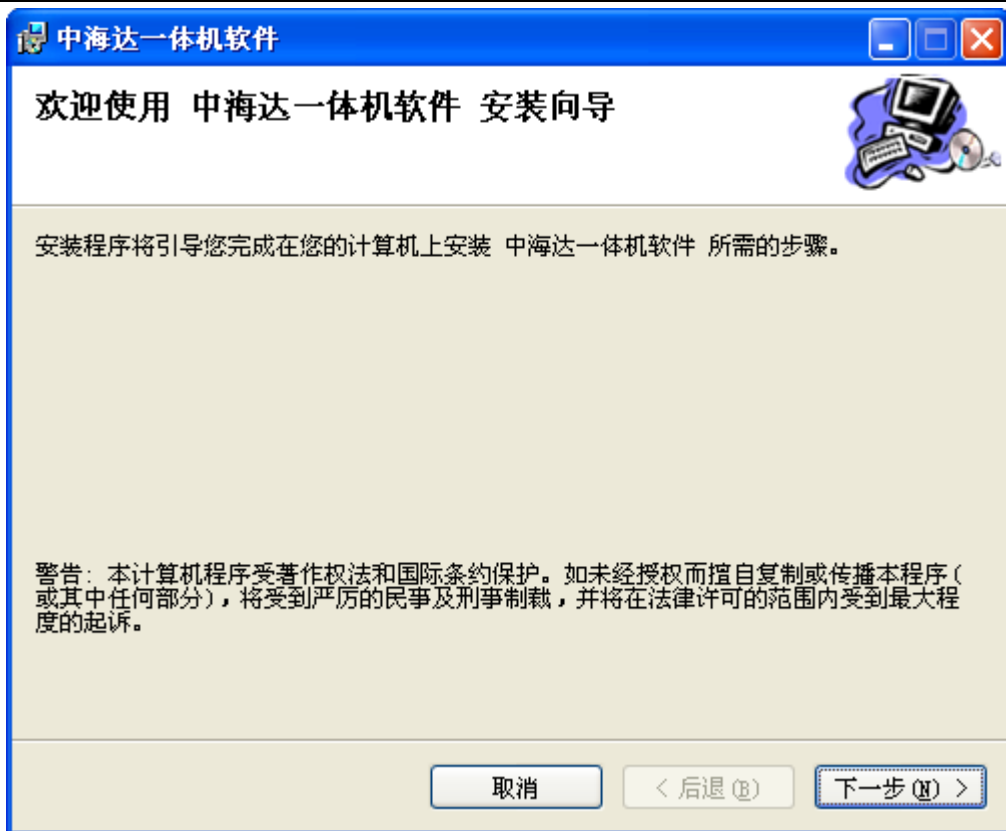 中海达一体机软件
欢迎使用 中海达一体机软件 安装向导
安装程序将引导您完成在您的计算机上安装 中海达一体机软件 所需的步骤。
警告: 本计算机程序受著作权法和国际条约保护。如未经授权而擅自复制或传播本程序(
或其中任何部分),将受到严厉的民事及刑事制裁,并将在法律许可的范围内受到最大程
度的起诉。
取消
< 后退(B)
下一步(N) >